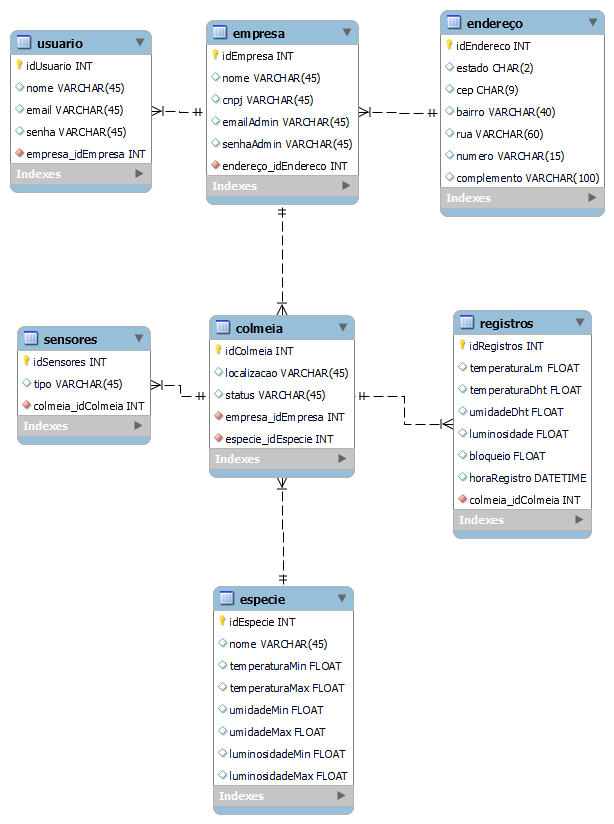 usuario
idUsuario INT
nome VARCHAR(45)
email VARCHAR(45)
senha VARCHAR(45)
empresa_idEmpresa INT
Indexes
empresa
idEmpresa INT
nome VARCHAR(45)
cnpj VARCHAR(45)
emailAdmin VARCHAR(45)
senhaAdmin VARCHAR(45)
endereço_idEndereco INT
Indexes
endereço
idEndereco INT
estado CHAR(2)
cep CHAR(9)
bairro VARCHAR(40)
rua VARCHAR(60)
numero VARCHAR(15)
complemento VARCHAR(100)
Indexes
sensores
idSensores INT
tipo VARCHAR(45)
colmeia_idColmeia INT
Indexes
colmeia
idColmeia INT
localizacao VARCHAR(45)
status VARCHAR(45)
empresa_idEmpresa INT
especie_idEspecie INT
Indexes
registros
idRegistros INT
temperaturaLm FLOAT
temperaturaDht FLOAT
umidadeDht FLOAT
luminosidade FLOAT
bloqueio FLOAT
horaRegistro DATETIME
colmeia_idColmeia INT
Indexes
especie
idEspecie INT
nome VARCHAR(45)
temperaturaMin FLOAT
temperaturaMax FLOAT
umidadeMin FLOAT
umidadeMax FLOAT
luminosidadeMin FLOAT
luminosidadeMax FLOAT
Indexes